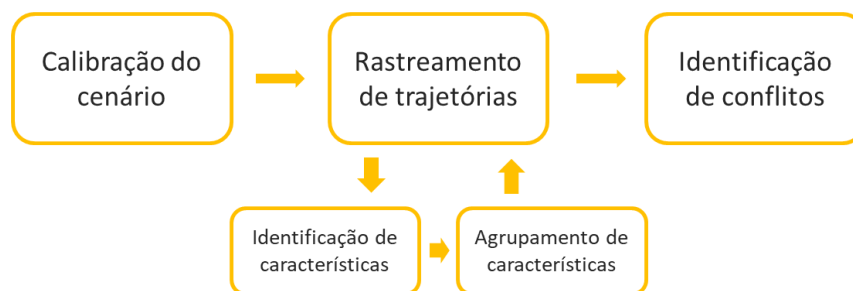 Calibração do
cenário
Rastreamento
de trajetórias
Identificação
de conflitos
Identificação de
características
Agrupamento de
características